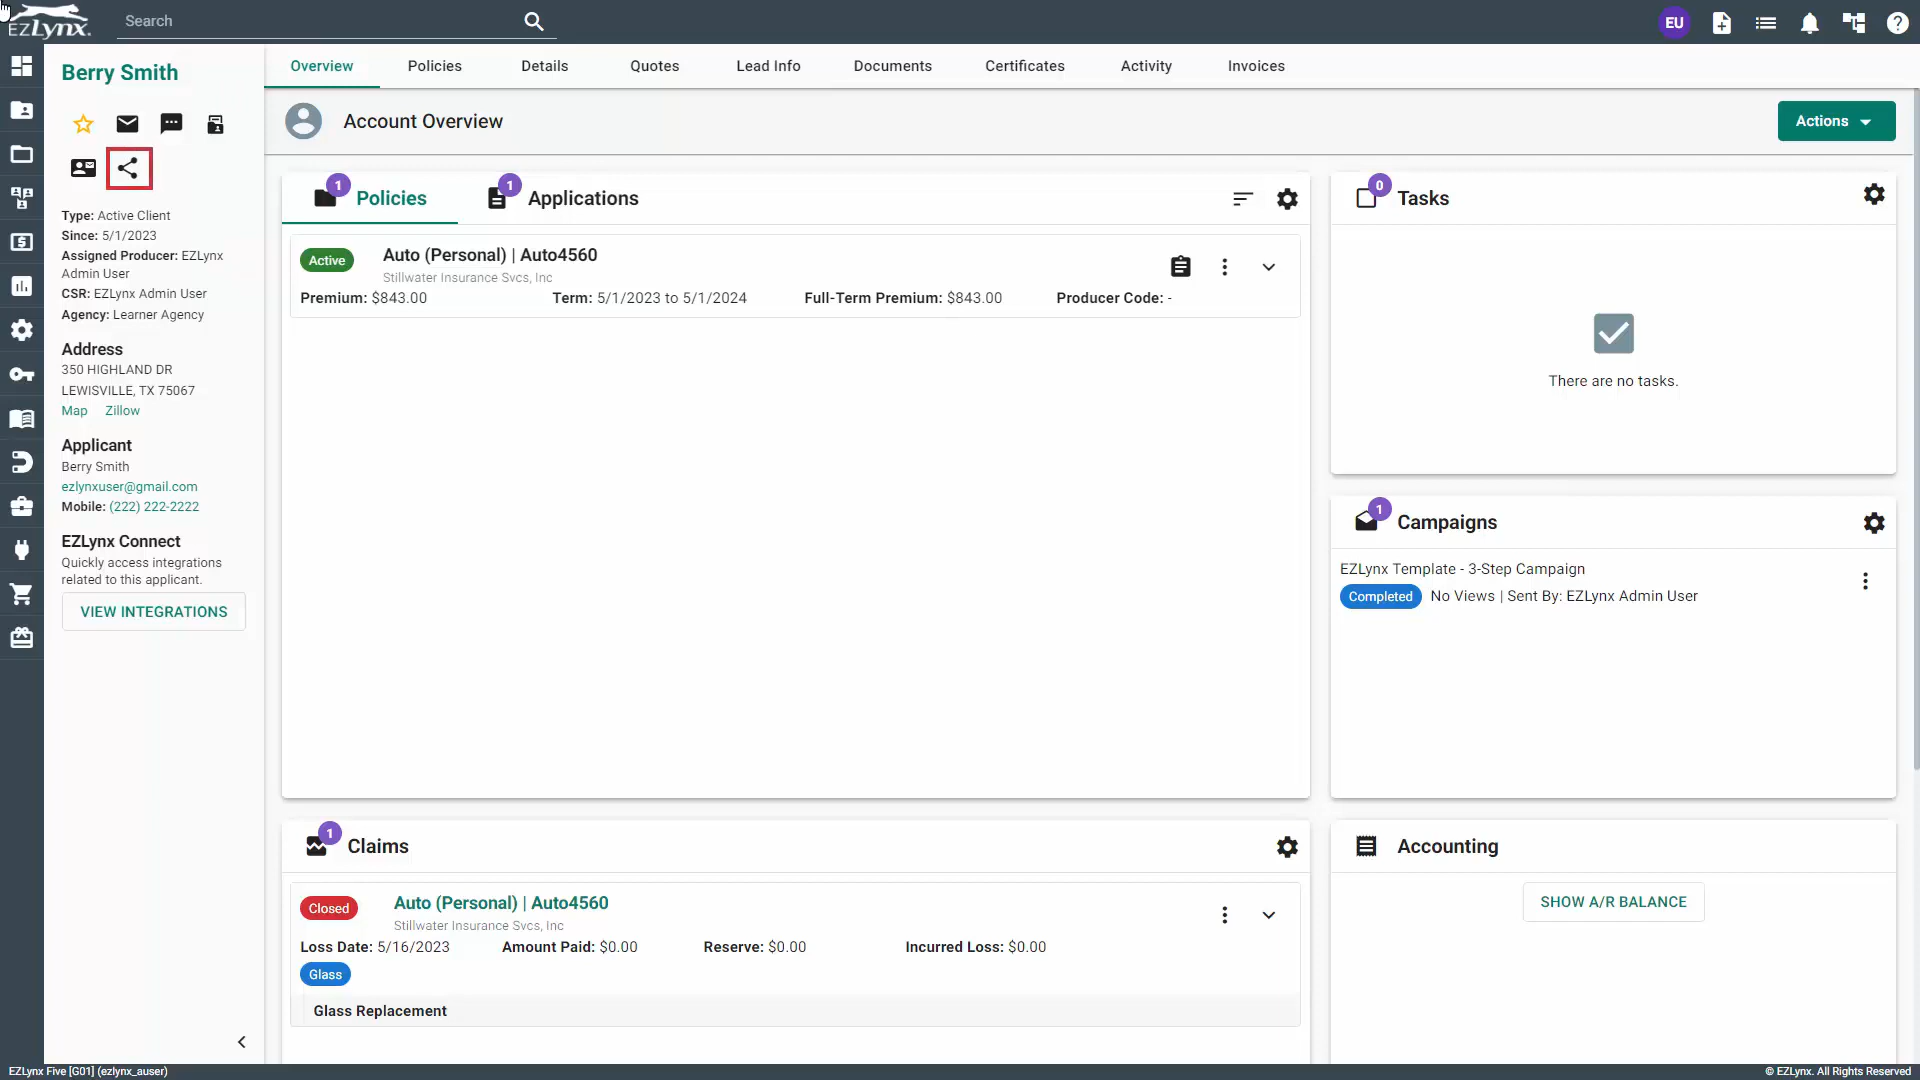 EZLynx.
Search
EU
Berry Smith
Overview
Policies
Details
Quotes
Lead Info
Documents
Certificates
Activity
Invoices
Account Overview
Actions
Type: Active Client
Since: 5/1/2023
Assigned Producer: EZLynx
Admin User
CSR: EZLynx Admin User
Agency: Learner Agency
Address
350 HIGHLAND DR
LEWISVILLE, TX 75067
Map Zillow
Applicant
Berry Smith
ezlynxuser@gmail.com
Mobile: (222) 222-2222
EZLynx Connect
Quickly access integrations
related to this applicant.
VIEW INTEGRATIONS
1
Policies
1
Applications
Active
Auto (Personal) | Auto4560
Stillwater Insurance Svcs, Inc
Premium: $843.00
Term: 5/1/2023 to 5/1/2024
Full-Term Premium: $843.00
Producer Code: -
0
Tasks
There are no tasks.
1
Campaigns
EZLynx Template - 3-Step Campaign
Completed
No Views | Sent By: EZLynx Admin User
1
Claims
Closed
Auto (Personal) | Auto4560
Stillwater Insurance Svcs, Inc
Loss Date: 5/16/2023
Amount Paid: $0.00
Reserve: $0.00
Incurred Loss: $0.00
Glass
Glass Replacement
Accounting
SHOW A/R BALANCE
EZLynx Five [G01] (ezlynx_auser)
© EZLynx. All Rights Reserved